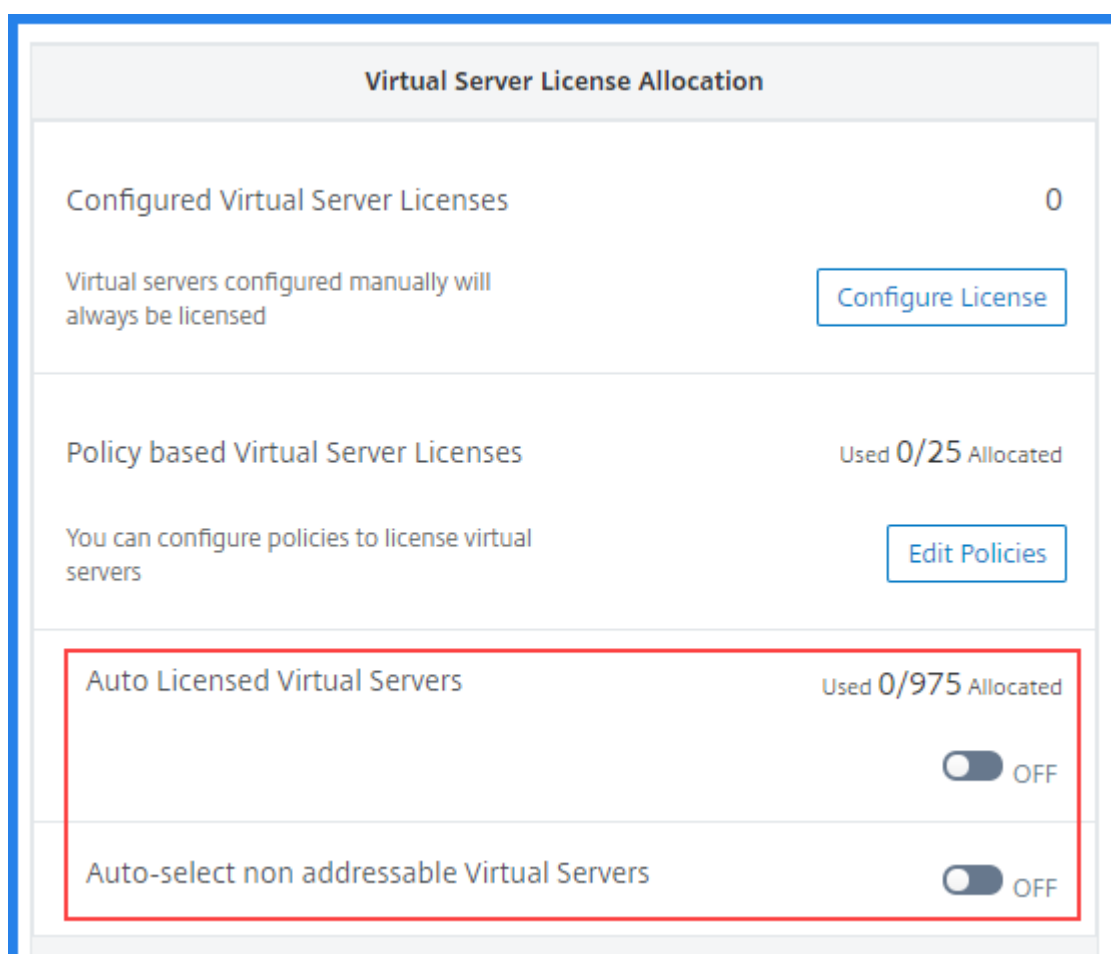 Virtual Server License Allocation
Configured Virtual Server Licenses 0
Virtual servers configured manually will
always be licensed
Configure License
Policy based Virtual Server Licenses Used 0/25 Allocated
You can configure policies to license virtual
servers
Edit Policies
Auto Licensed Virtual Servers Used 0/975 Allocated
OFF
Auto-select non addressable Virtual Servers OFF